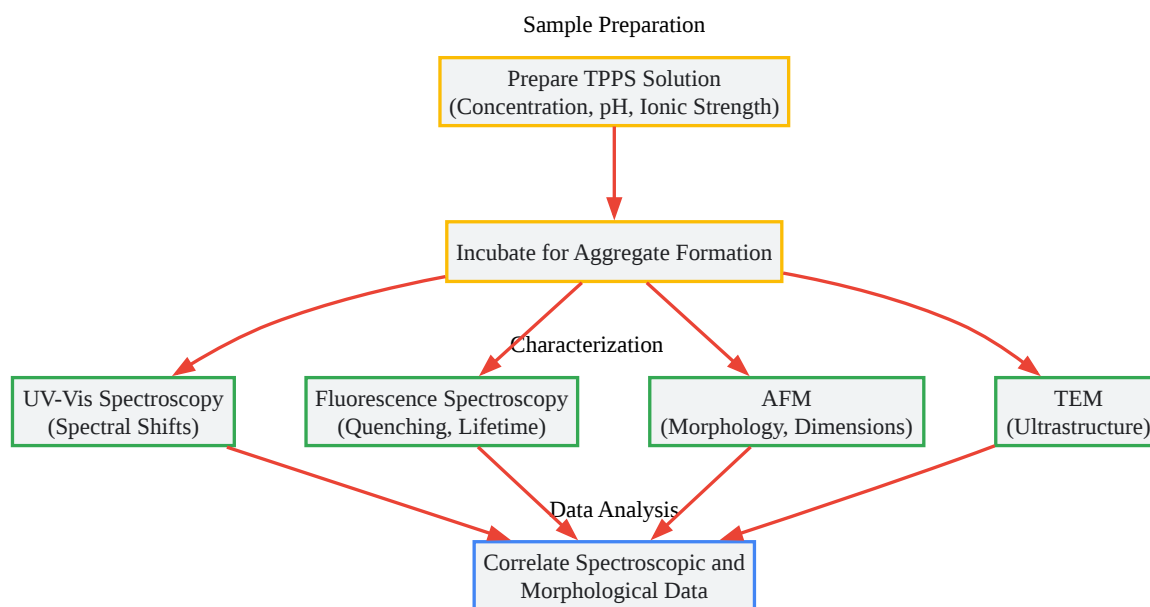 Sample Preparation
Prepare TPPS Solution
(Concentration, pH, Ionic Strength)
Incubate for Aggregate Formation
Characterization
UV-Vis Spectroscopy
(Spectral Shifts)
Fluorescence Spectroscopy
(Quenching, Lifetime)
AFM
(Morphology, Dimensions)
TEM
(Ultrastructure)
Data Analysis
Correlate Spectroscopic and
Morphological Data